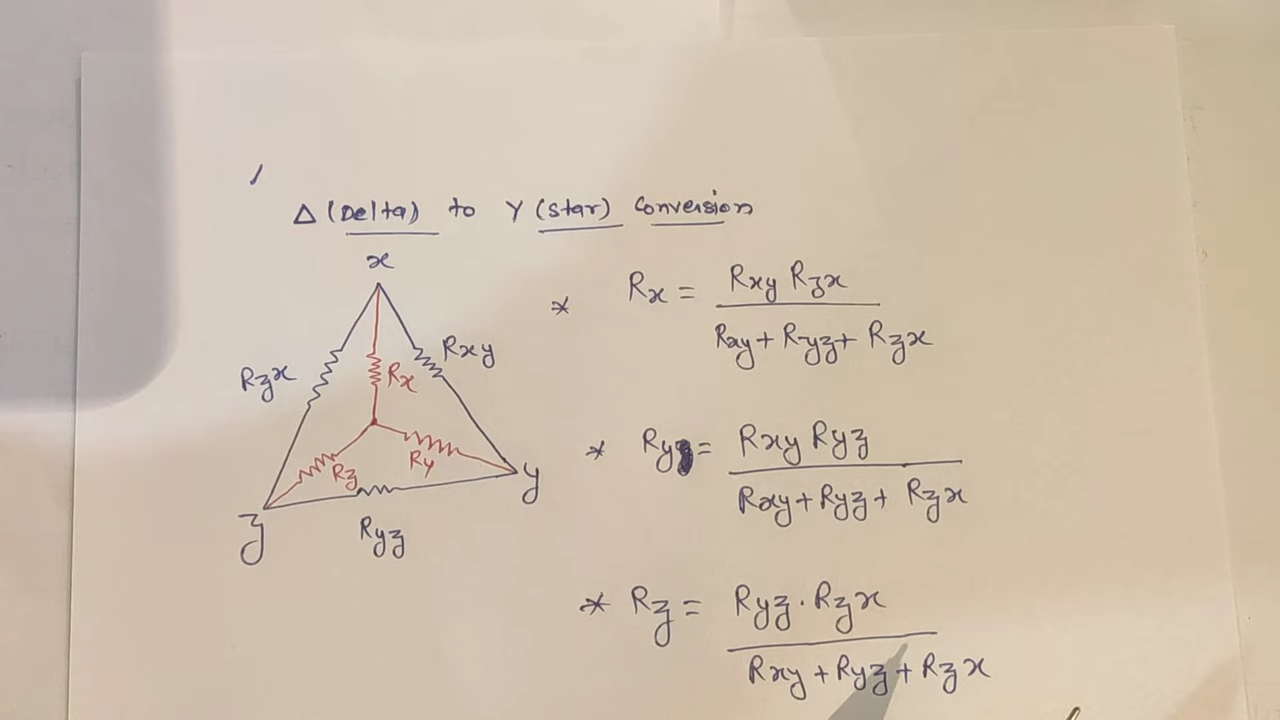 Δ (Delta) to Y (Star) Conversion
x
Rzx
Rxy
Rx
Rz
Ry
z
y
Ryz
* Rx = Rxy Rzx
Rxy + Ryz + Rzx
* Ry = Rxy Ryz
Rxy + Ryz + Rzx
* Rz = Ryz . Rzx
Rxy + Ryz + Rzx